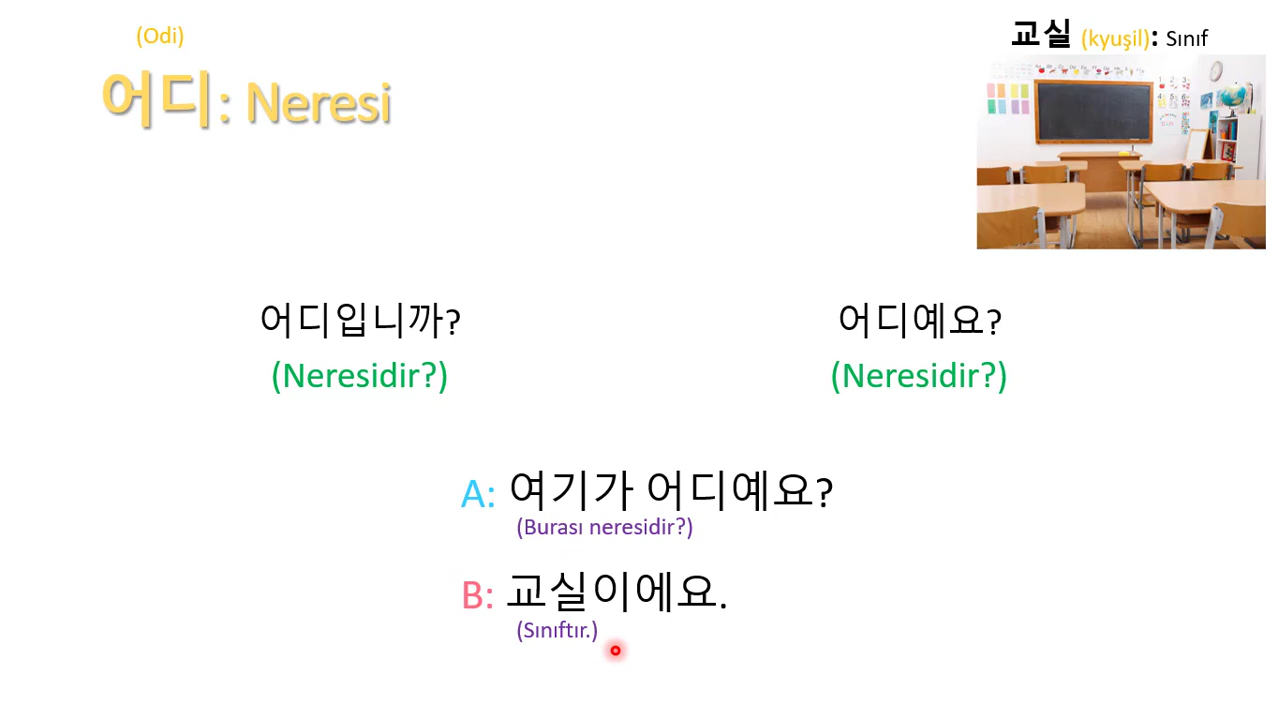 (Odi)
어디: Neresi
교실 (kyuşil): Sınıf
어디입니까?
(Neresidir?)
어디예요?
(Neresidir?)
A: 여기가 어디예요?
(Burası neresidir?)
B: 교실이에요.
(Sınıftır.)